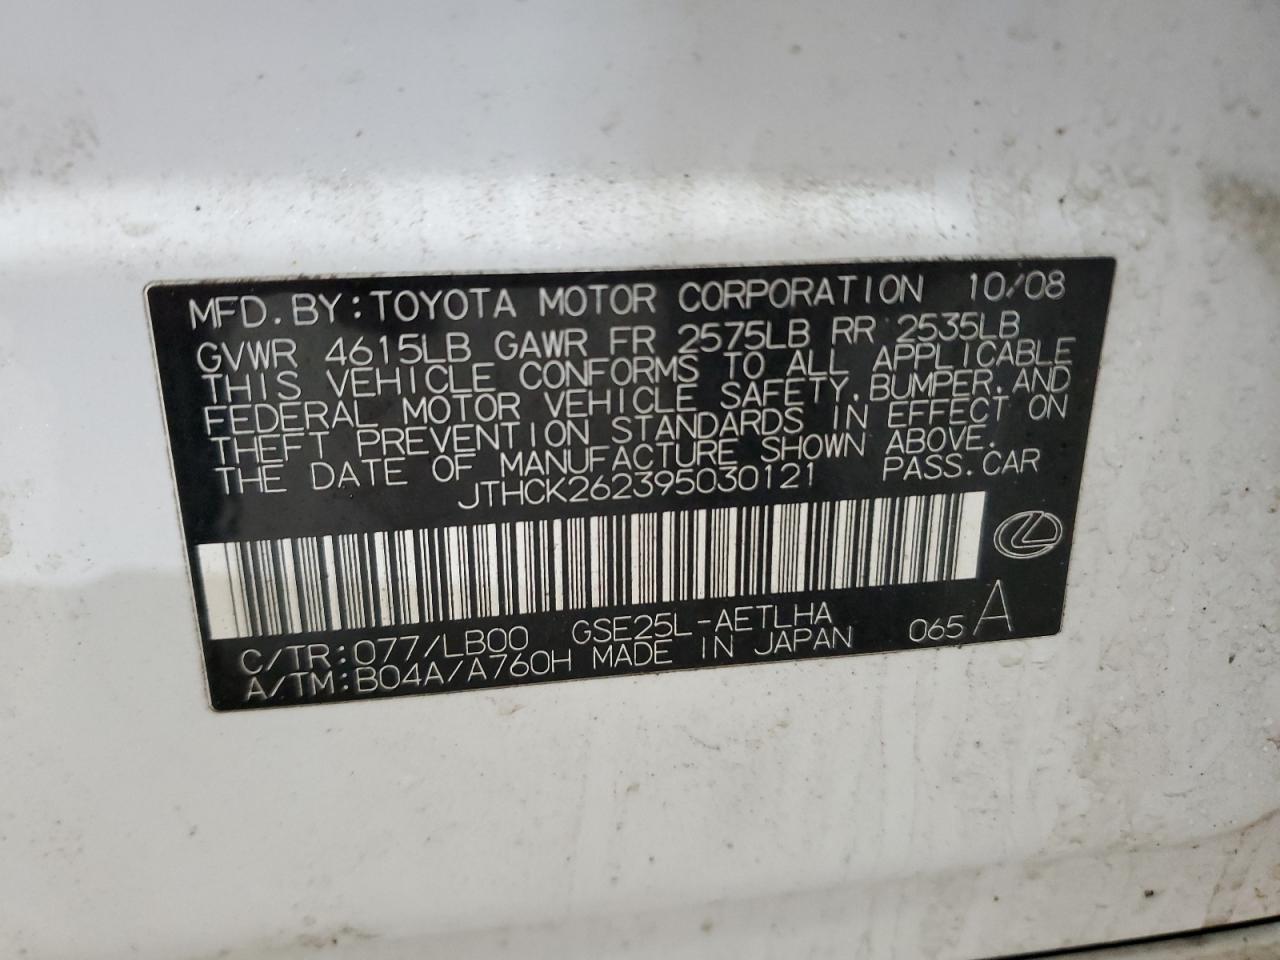 MFD. BY: TOYOTA MOTOR CORPORATION 10/08
GVWR 4615LB GAWR FR 2575LB RR 2535LB
THIS VEHICLE CONFORMS TO ALL APPLICABLE
FEDERAL MOTOR VEHICLE SAFETY, BUMPER, AND
THEFT PREVENTION STANDARDS IN EFFECT ON
THE DATE OF MANUFACTURE SHOWN ABOVE.
JTHCK262395030121 PASS. CAR
C/TR: 077/LB00 GSE25L-AETLHA
A/TM: B04A/A760H MADE IN JAPAN 065 A